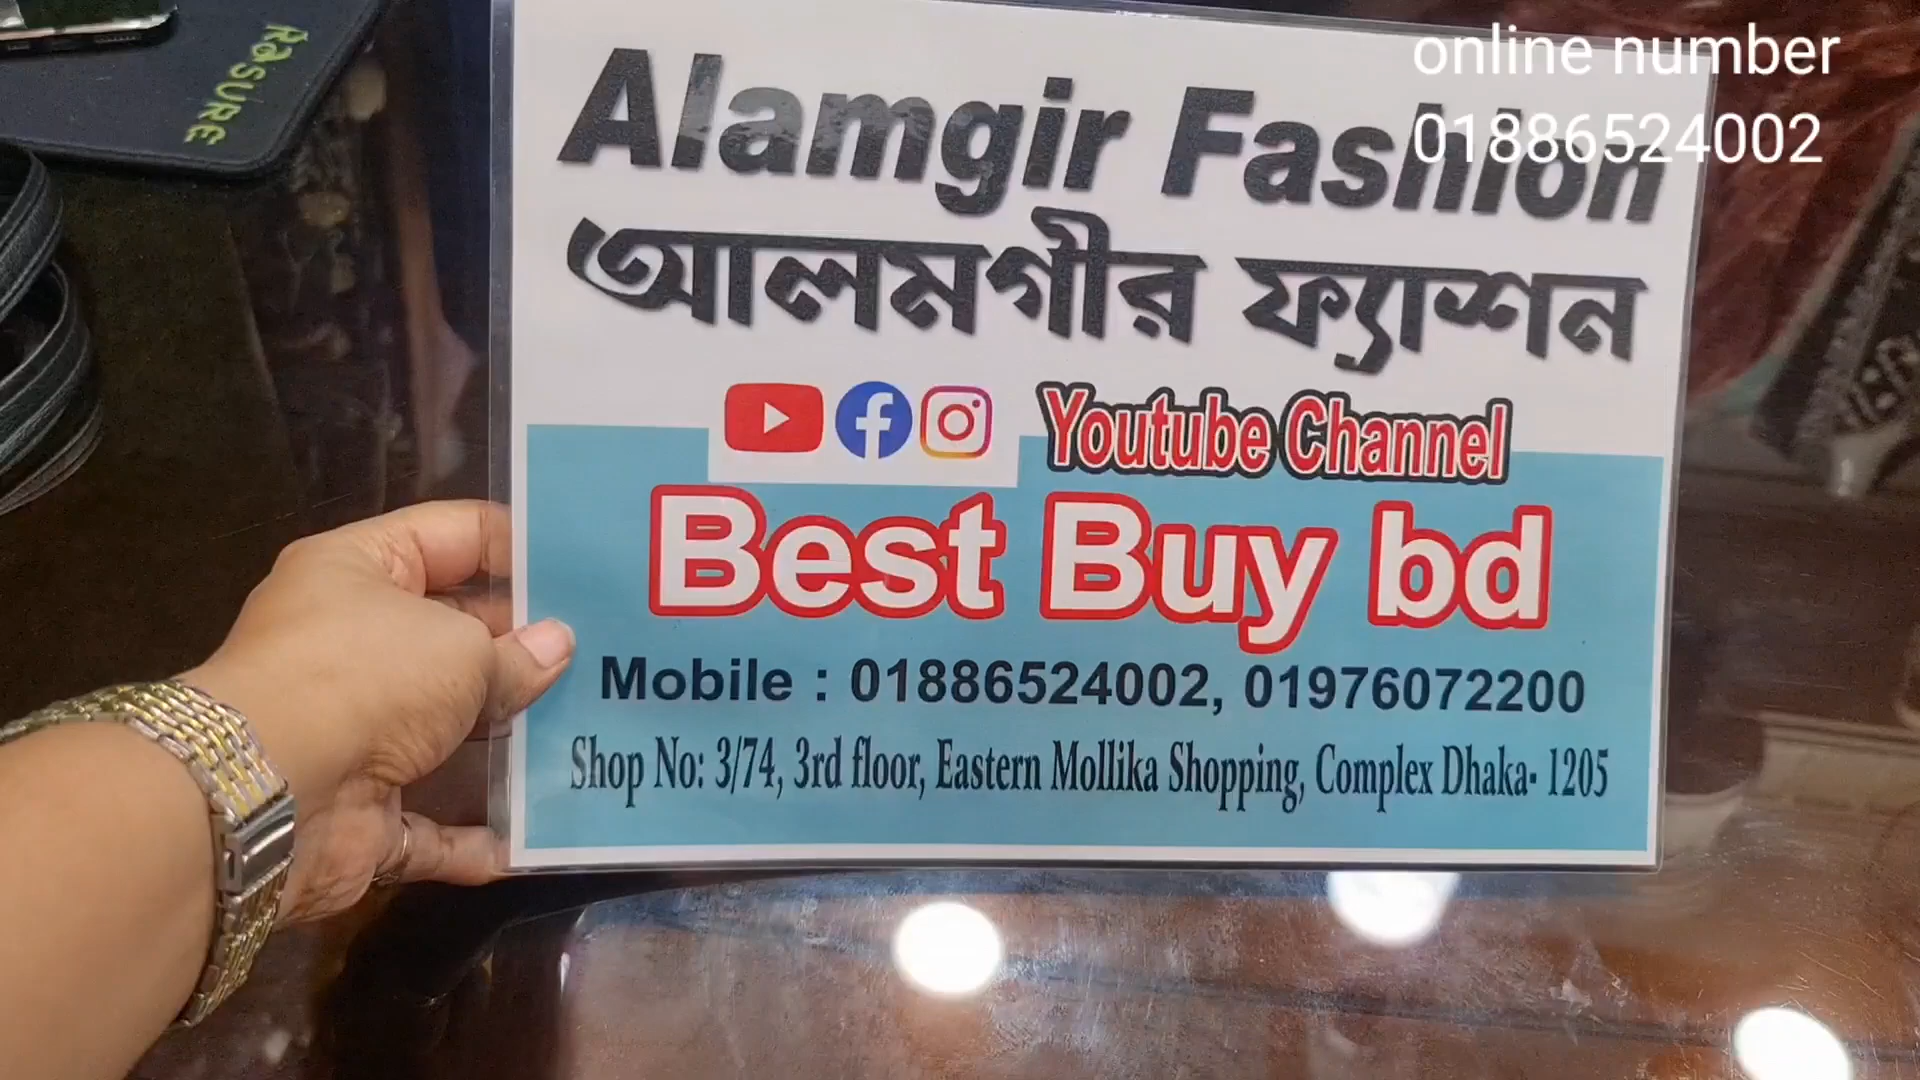 online number
01886524002
RaSURE
Alamgir Fashion
আলমগীর ফ্যাশন
Youtube Channel
Best Buy bd
Mobile : 01886524002, 01976072200
Shop No: 3/74, 3rd floor, Eastern Mollika Shopping, Complex Dhaka- 1205